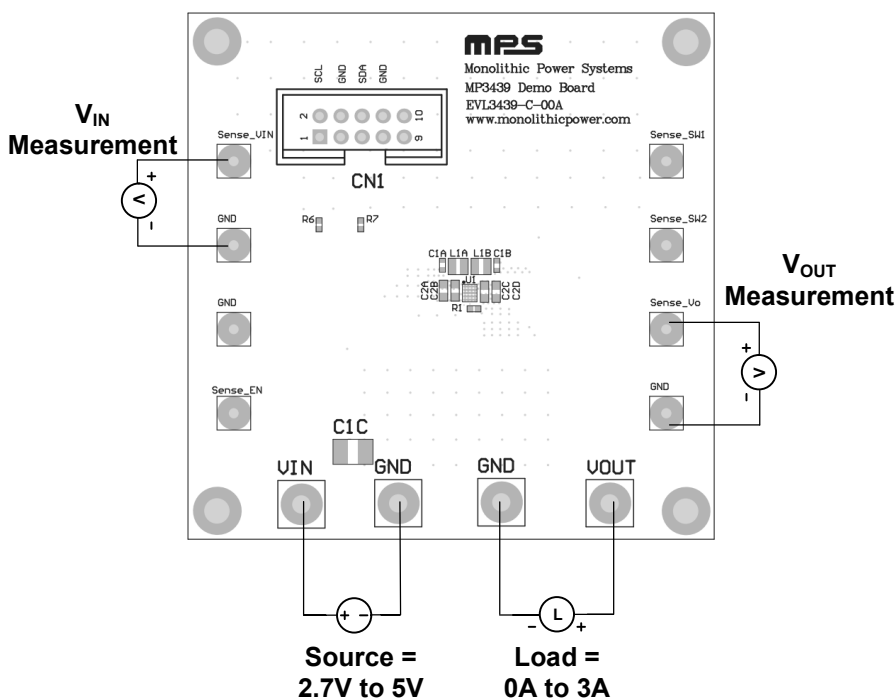 MPS
Monolithic Power Systems
MP3439 Demo Board
EVL3439-C-00A
www.monolithicpower.com
SCL
GND
SDA
GND
2
10
1
9
CN1
VIN
Measurement
+
V
-
Sense_VIN
GND
GND
Sense_EN
R6
R7
C1A
L1A
L1B
C1B
U1
C2A
C2B
C2C
C2D
R1
Sense_SW1
Sense_SW2
Sense_Vo
GND
VOUT
Measurement
+
V
-
C1C
VIN
GND
GND
VOUT
+ -
- L +
Source =
2.7V to 5V
Load =
0A to 3A